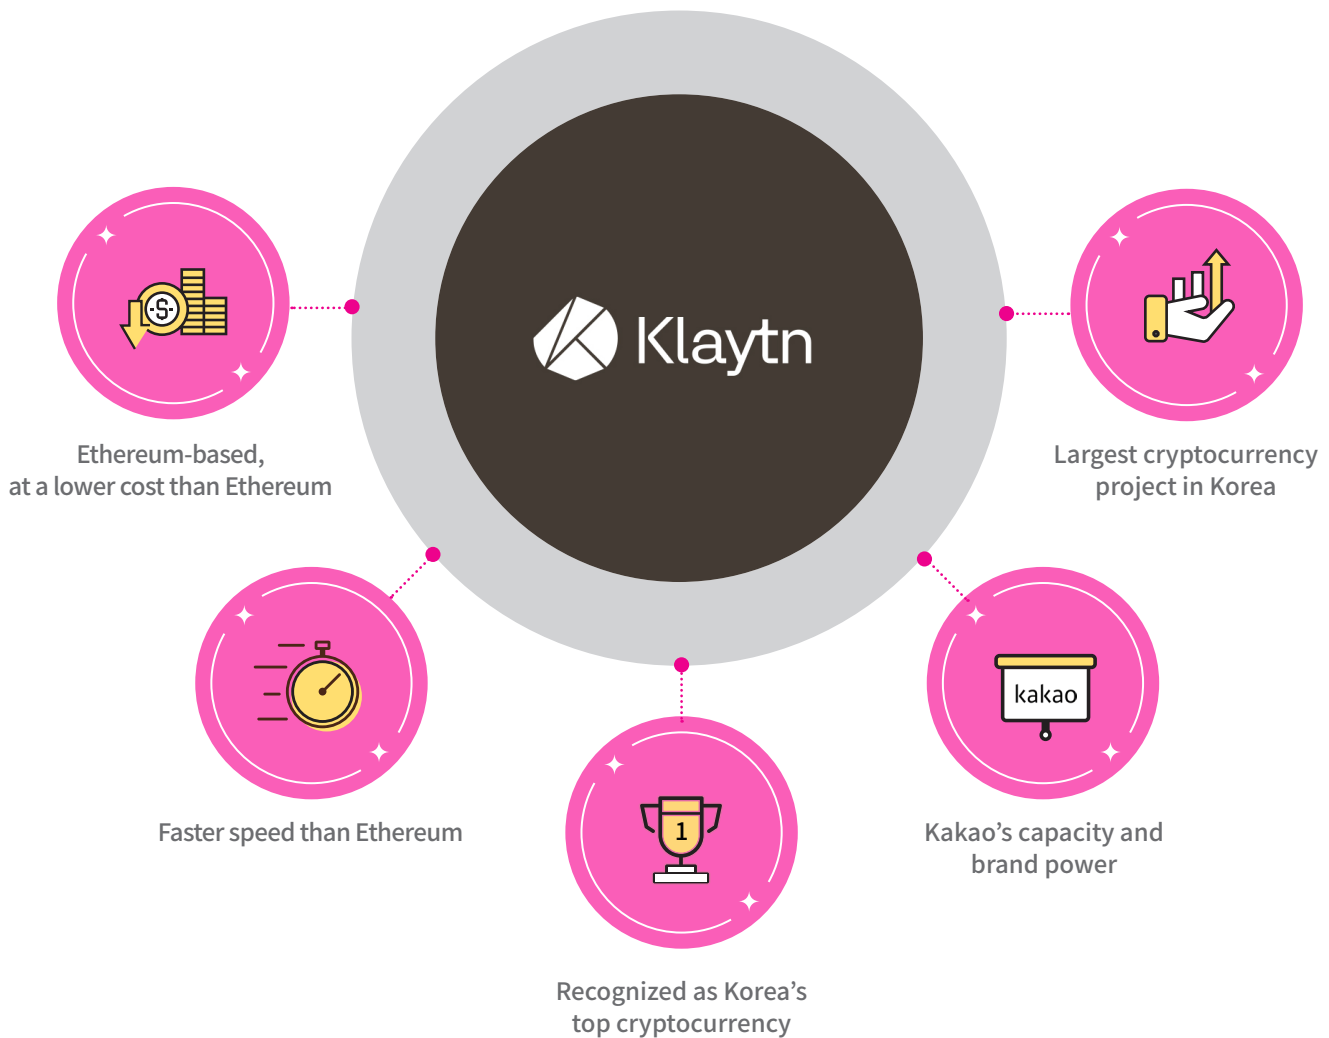 Klaytn
$
Ethereum-based,
at a lower cost than Ethereum
Largest cryptocurrency
project in Korea
Faster speed than Ethereum
kakao
Kakao’s capacity and
brand power
1
Recognized as Korea’s
top cryptocurrency